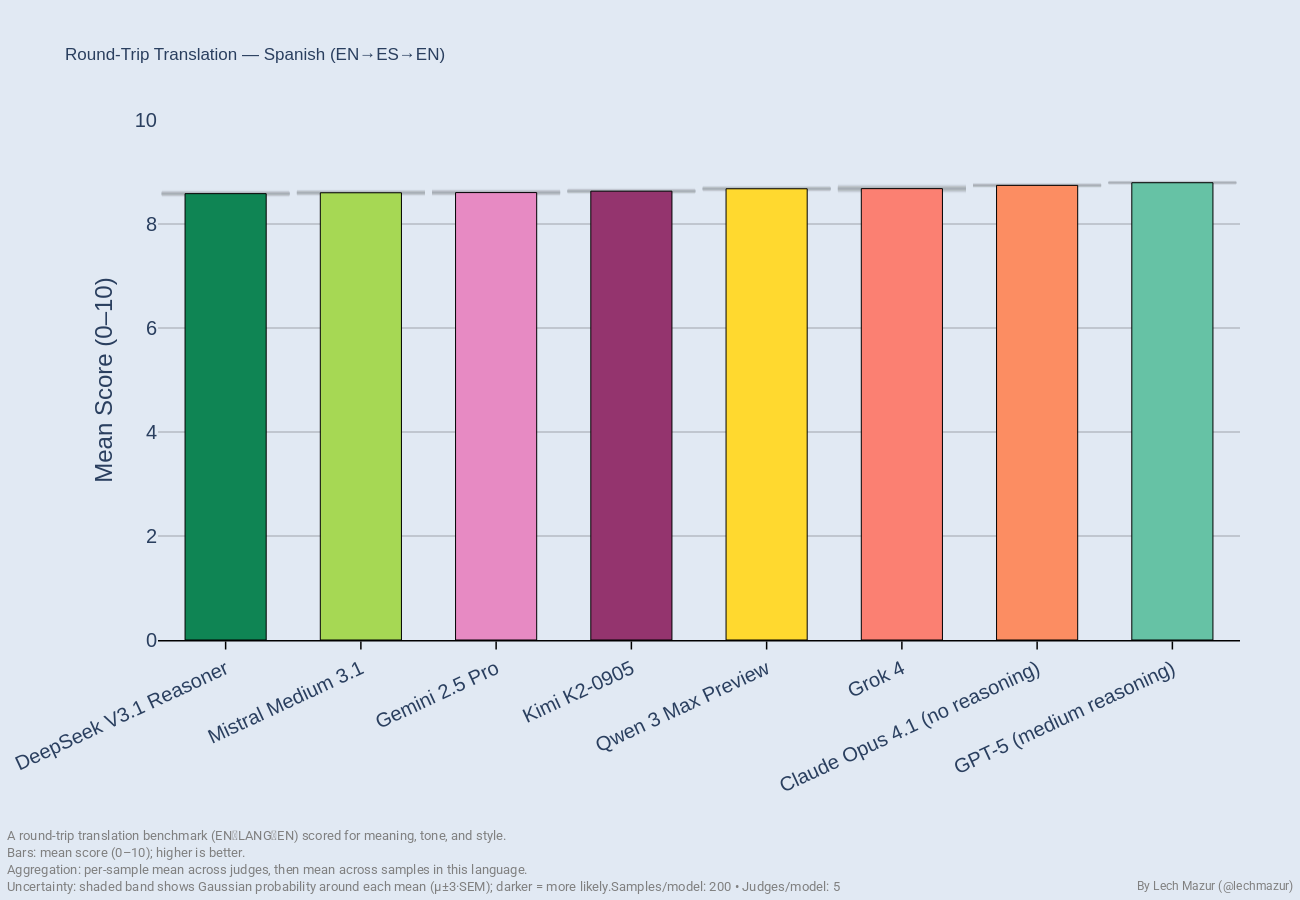 Round-Trip Translation — Spanish (EN→ES→EN)
10
8
6
4
2
0
Mean Score (0–10)
DeepSeek V3.1 Reasoner
Mistral Medium 3.1
Gemini 2.5 Pro
Kimi K2-0905
Qwen 3 Max Preview
Grok 4
Claude Opus 4.1 (no reasoning)
GPT-5 (medium reasoning)
A round-trip translation benchmark (EN▯LANG▯EN) scored for meaning, tone, and style.
Bars: mean score (0–10); higher is better.
Aggregation: per-sample mean across judges, then mean across samples in this language.
Uncertainty: shaded band shows Gaussian probability around each mean (μ±3·SEM); darker = more likely.Samples/model: 200 • Judges/model: 5
By Lech Mazur (@lechmazur)